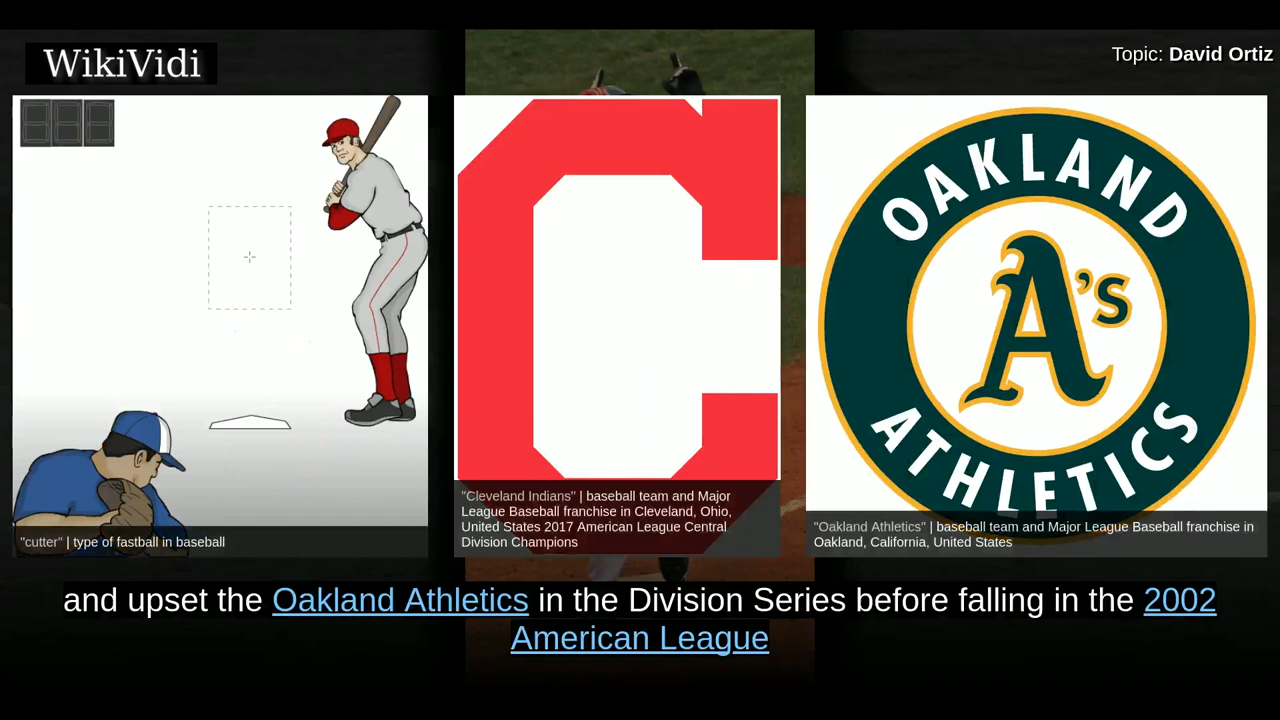 WikiVidi
Topic: David Ortiz
OAKLAND
A's
ATHLETICS
"cutter" | type of fastball in baseball
"Cleveland Indians" | baseball team and Major
League Baseball franchise in Cleveland, Ohio,
United States 2017 American League Central
Division Champions
"Oakland Athletics" | baseball team and Major League Baseball franchise in
Oakland, California, United States
and upset the Oakland Athletics in the Division Series before falling in the 2002
American League